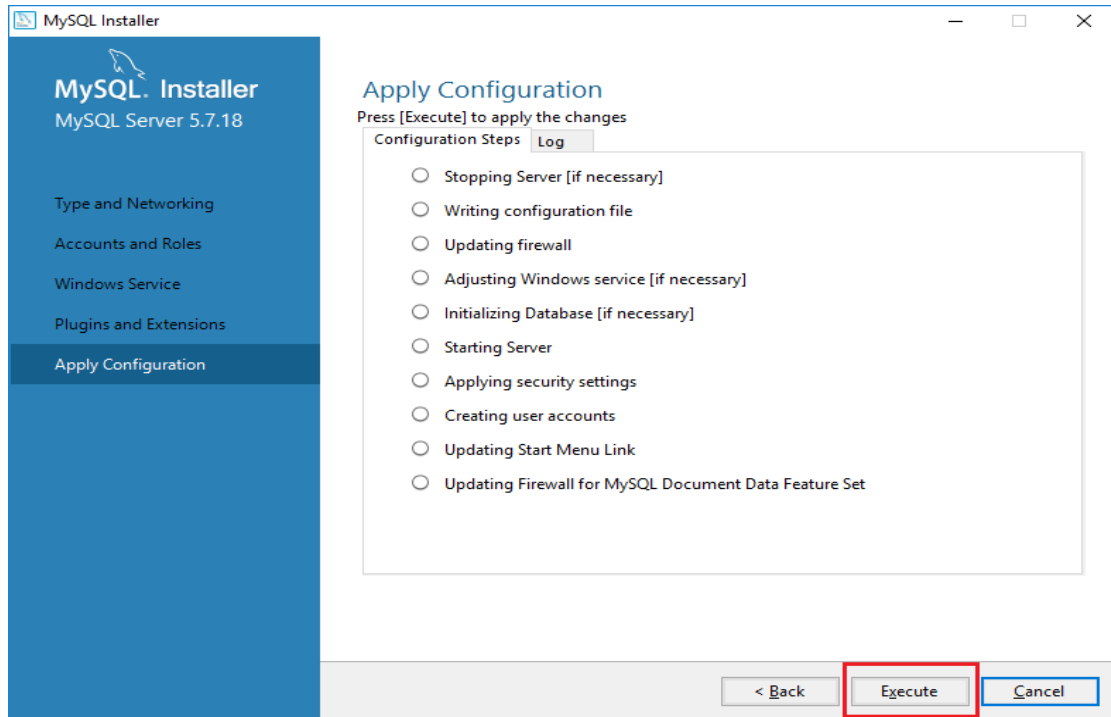 MySQL Installer
MySQL. Installer
MySQL Server 5.7.18
Type and Networking
Accounts and Roles
Windows Service
Plugins and Extensions
Apply Configuration
Apply Configuration
Press [Execute] to apply the changes
Configuration Steps Log
Stopping Server [if necessary]
Writing configuration file
Updating firewall
Adjusting Windows service [if necessary]
Initializing Database [if necessary]
Starting Server
Applying security settings
Creating user accounts
Updating Start Menu Link
Updating Firewall for MySQL Document Data Feature Set
< Back Execute Cancel